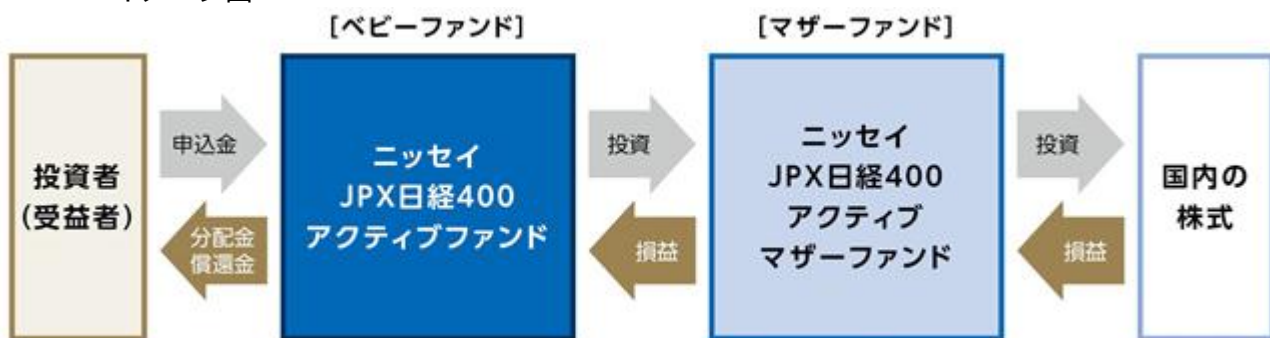 [ベビーファンド]
[マザーファンド]
投資者
(受益者)
申込金
分配金
償還金
ニッセイ
JPX日経400
アクティブファンド
投資
損益
ニッセイ
JPX日経400
アクティブ
マザーファンド
投資
損益
国内の
株式